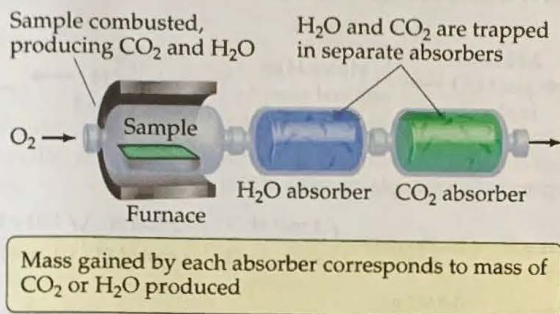 Sample combusted,
producing CO₂ and H₂O
H₂O and CO₂ are trapped
in separate absorbers
O₂
Sample
H₂O absorber
CO₂ absorber
Furnace
Mass gained by each absorber corresponds to mass of
CO₂ or H₂O produced